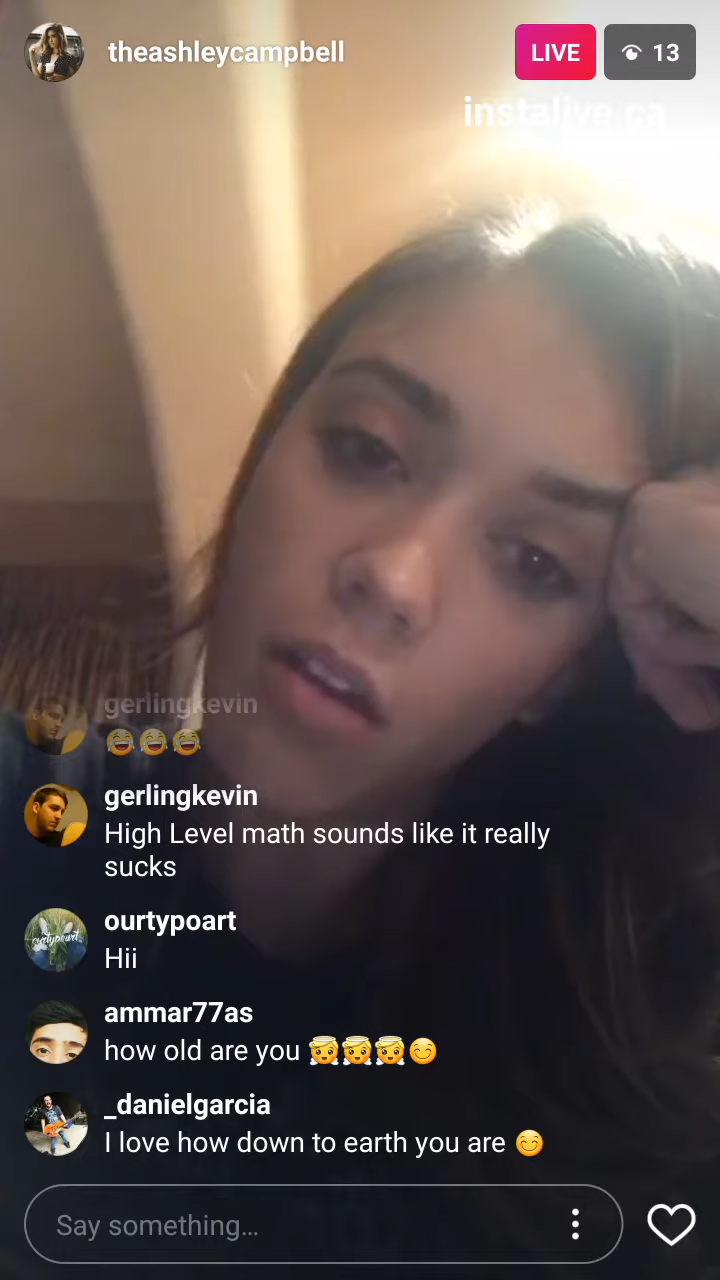 theashleycampbell
LIVE
13
instalive.ca
gerlingkevin
😂😂😂
gerlingkevin
High Level math sounds like it really
sucks
ourtypoart
Hii
ammar77as
how old are you 😇😇😇😊
_danielgarcia
I love how down to earth you are 😊
Say something…